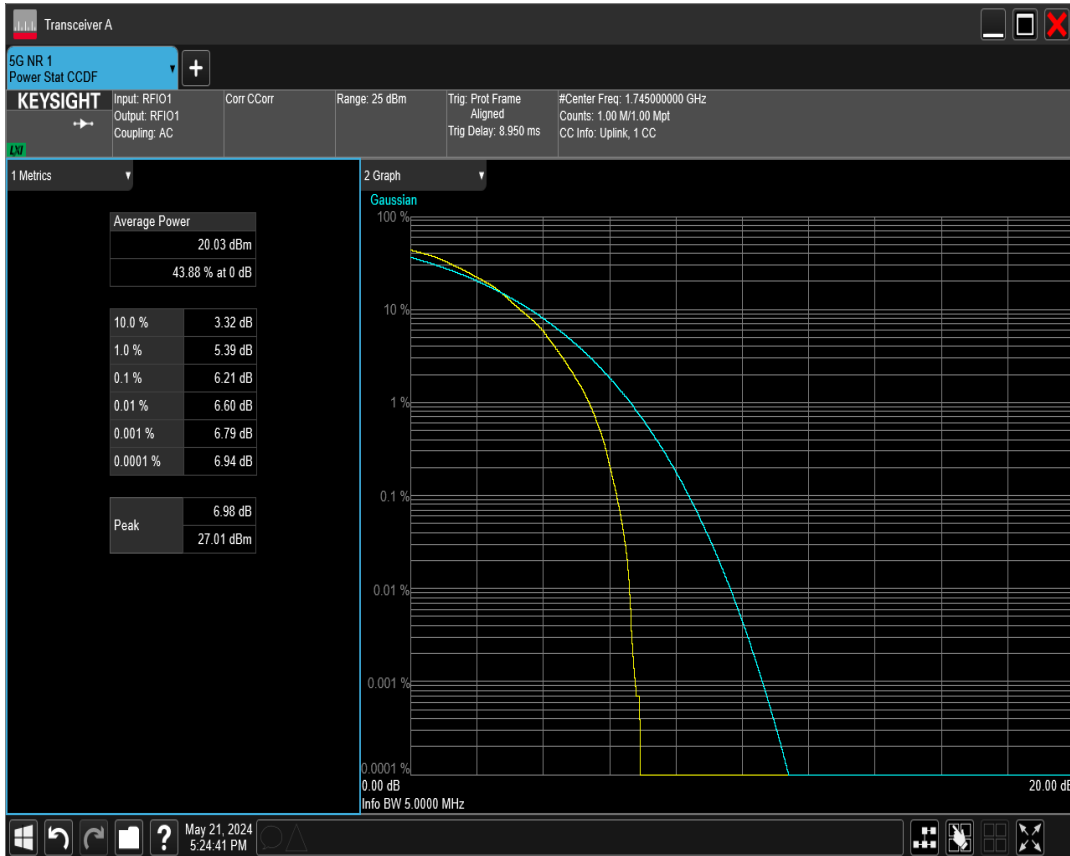 Transceiver A
5G NR 1
Power Stat CCDF
+
KEYSIGHT
LXI
Input: RFIO1
Output: RFIO1
Coupling: AC
Corr CCorr
Range: 25 dBm
Trig: Prot Frame
Aligned
Trig Delay: 8.950 ms
#Center Freq: 1.745000000 GHz
Counts: 1.00 M/1.00 Mpt
CC Info: Uplink, 1 CC
1 Metrics
Average Power
20.03 dBm
43.88 % at 0 dB
10.0 % 3.32 dB
1.0 % 5.39 dB
0.1 % 6.21 dB
0.01 % 6.60 dB
0.001 % 6.79 dB
0.0001 % 6.94 dB
Peak
6.98 dB
27.01 dBm
2 Graph
Gaussian
100 %
10 %
1 %
0.1 %
0.01 %
0.001 %
0.0001 %
0.00 dB 20.00 dB
Info BW 5.0000 MHz
?
May 21, 2024
5:24:41 PM